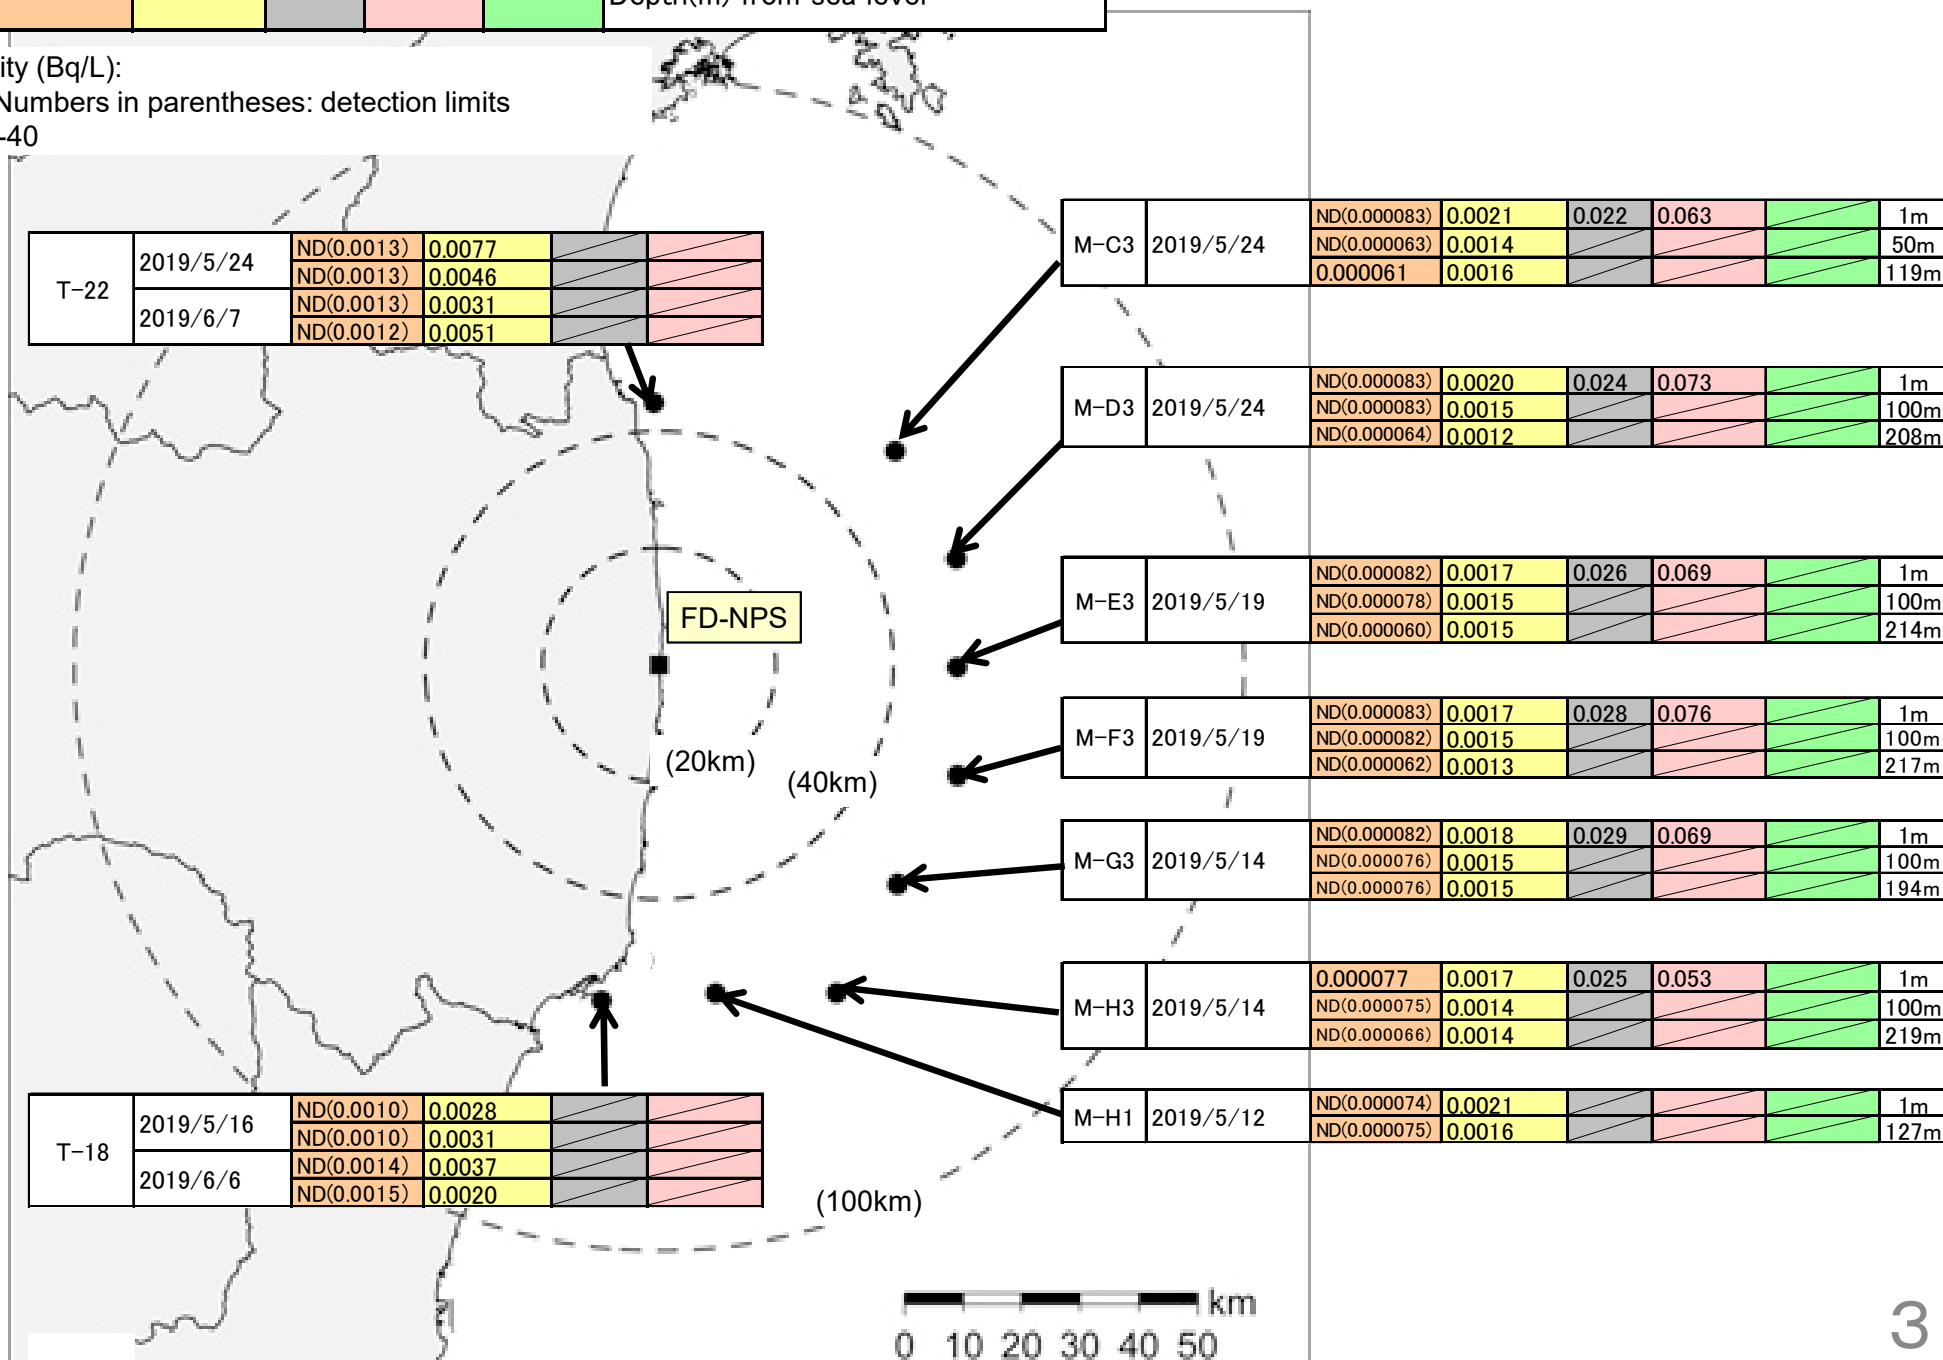 Depth(m) from sea level
ity (Bq/L):
Numbers in parentheses: detection limits
-40
T-22
2019/5/24
ND(0.0013) 0.0077
ND(0.0013) 0.0046
2019/6/7
ND(0.0013) 0.0031
ND(0.0012) 0.0051
M-C3 2019/5/24
ND(0.000083) 0.0021 0.022 0.063 1m
ND(0.000063) 0.0014 50m
0.000061 0.0016 119m
M-D3 2019/5/24
ND(0.000083) 0.0020 0.024 0.073 1m
ND(0.000083) 0.0015 100m
ND(0.000064) 0.0012 208m
M-E3 2019/5/19
ND(0.000082) 0.0017 0.026 0.069 1m
ND(0.000078) 0.0015 100m
ND(0.000060) 0.0015 214m
FD-NPS
(20km)
(40km)
M-F3 2019/5/19
ND(0.000083) 0.0017 0.028 0.076 1m
ND(0.000082) 0.0015 100m
ND(0.000062) 0.0013 217m
M-G3 2019/5/14
ND(0.000082) 0.0018 0.029 0.069 1m
ND(0.000076) 0.0015 100m
ND(0.000076) 0.0015 194m
M-H3 2019/5/14
0.000077 0.0017 0.025 0.053 1m
ND(0.000075) 0.0014 100m
ND(0.000066) 0.0014 219m
M-H1 2019/5/12
ND(0.000074) 0.0021 1m
ND(0.000075) 0.0016 127m
T-18
2019/5/16
ND(0.0010) 0.0028
ND(0.0010) 0.0031
2019/6/6
ND(0.0014) 0.0037
ND(0.0015) 0.0020
(100km)
km
0 10 20 30 40 50
3